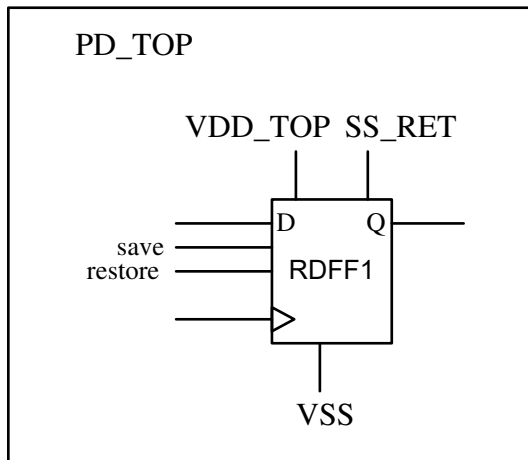 PD_TOP
VDD_TOP SS_RET
D Q
save
restore RDFF1
VSS